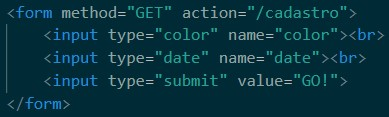 <form method="GET" action="/cadastro">
<input type="color" name="color"><br>
<input type="date" name="date"><br>
<input type="submit" value="GO!">
</form>